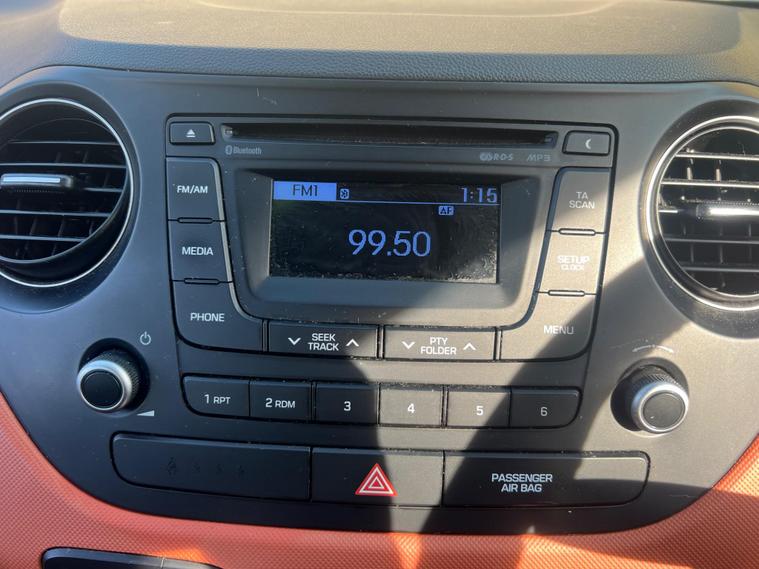 Bluetooth
R·D·S
MP3
FM/AM
FM1
1:15
TA
SCAN
AF
99.50
MEDIA
SETUP
CLOCK
PHONE
SEEK
TRACK
PTY
FOLDER
MENU
1 RPT
2 RDM
3
4
5
6
PASSENGER
AIR BAG